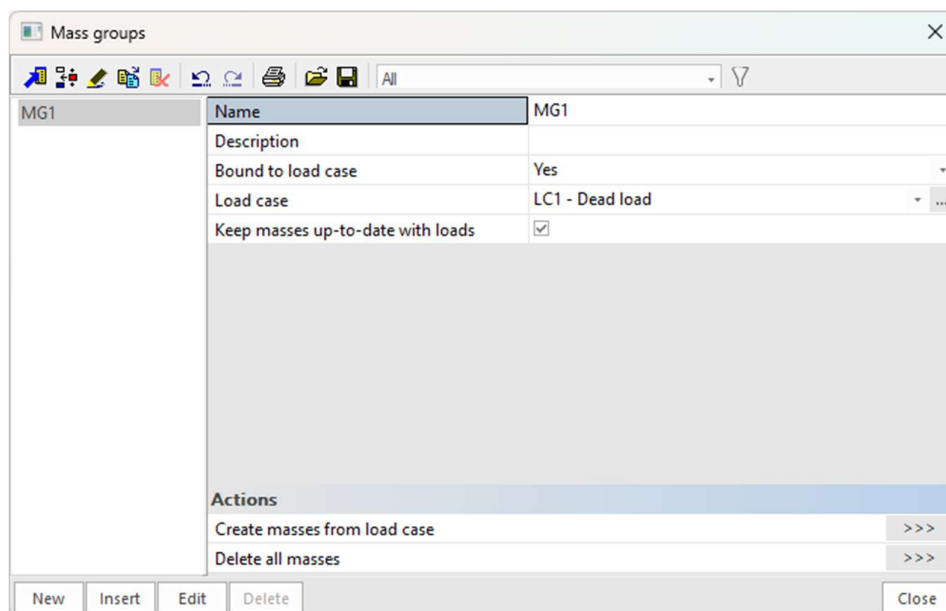 Mass groups
All
MG1
Name MG1
Description
Bound to load case Yes
Load case LC1 - Dead load ...
Keep masses up-to-date with loads
Actions
Create masses from load case >>>
Delete all masses >>>
New Insert Edit Delete Close